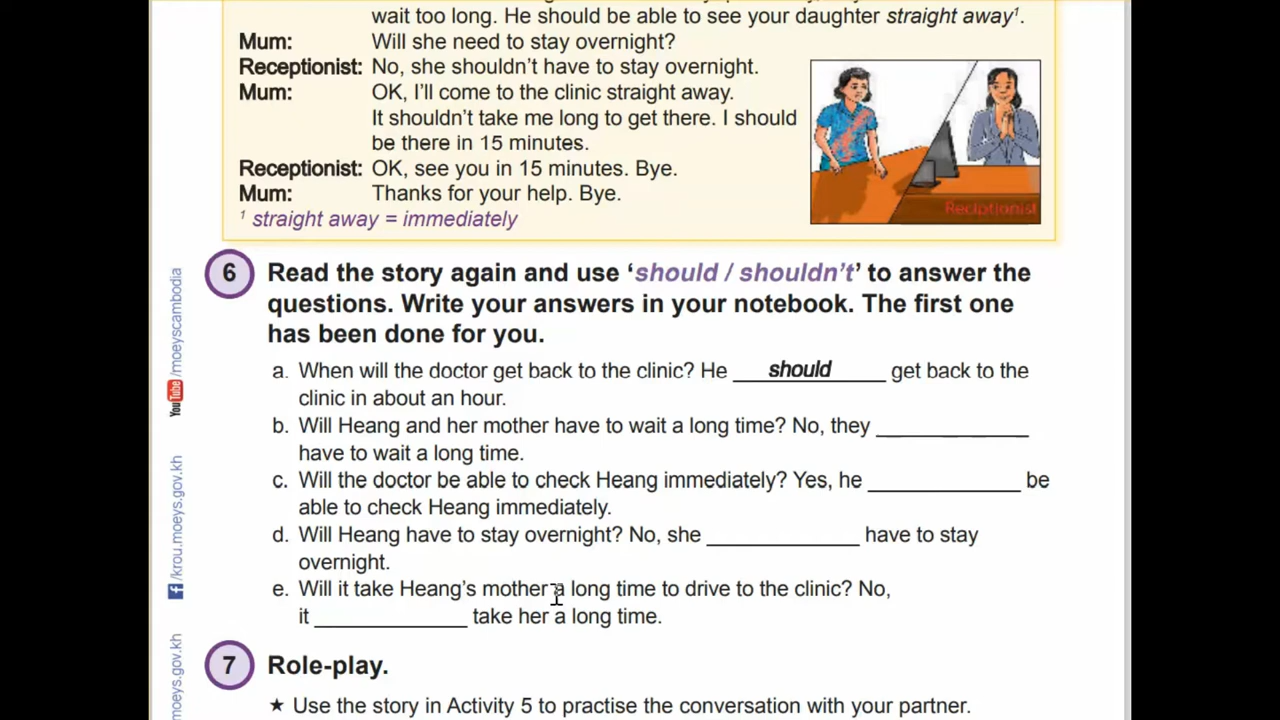 wait too long. He should be able to see your daughter straight away¹.
Mum: Will she need to stay overnight?
Receptionist: No, she shouldn't have to stay overnight.
Mum: OK, I'll come to the clinic straight away.
It shouldn't take me long to get there. I should
be there in 15 minutes.
Receptionist: OK, see you in 15 minutes. Bye.
Mum: Thanks for your help. Bye.
¹ straight away = immediately
Reciptionist
6 Read the story again and use ‘should / shouldn't’ to answer the
questions. Write your answers in your notebook. The first one
has been done for you.
a. When will the doctor get back to the clinic? He should get back to the
clinic in about an hour.
b. Will Heang and her mother have to wait a long time? No, they ____________
have to wait a long time.
c. Will the doctor be able to check Heang immediately? Yes, he ____________ be
able to check Heang immediately.
d. Will Heang have to stay overnight? No, she ____________ have to stay
overnight.
e. Will it take Heang's mother a long time to drive to the clinic? No,
it ____________ take her a long time.
7 Role-play.
★ Use the story in Activity 5 to practise the conversation with your partner.
YouTube /moeyscambodia
f /krou.moeys.gov.kh
moeys.gov.kh